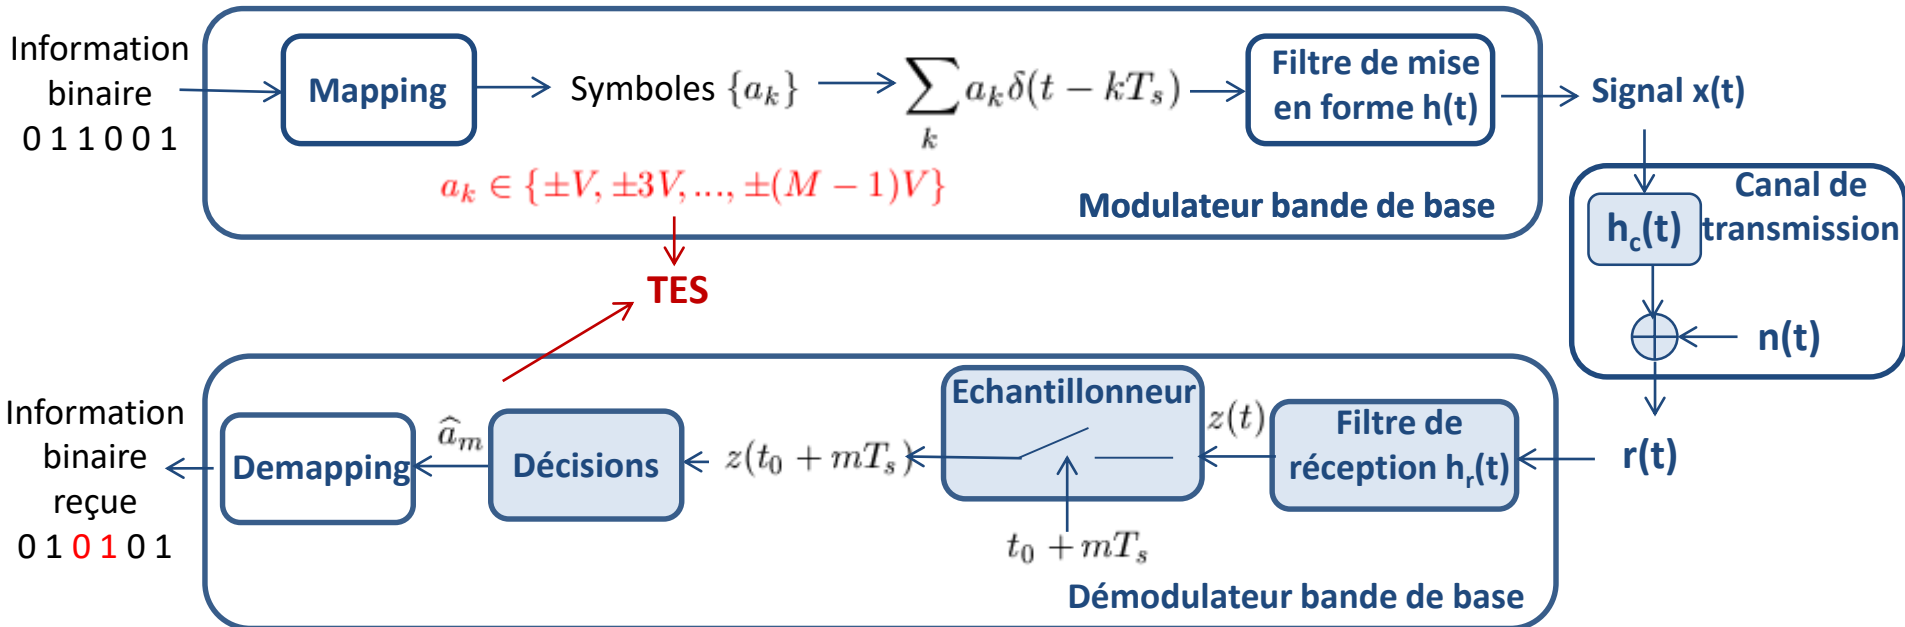 Information
binaire
0 1 1 0 0 1
Mapping
Symboles {a_k}
∑_k a_k δ(t − kT_s)
Filtre de mise
en forme h(t)
Signal x(t)
a_k ∈ {±V, ±3V, ..., ±(M − 1)V}
Modulateur bande de base
Canal de
transmission
h_c(t)
n(t)
r(t)
TES
Information
binaire
reçue
0 1 0 1 0 1
Demapping
â_m
Décisions
z(t_0 + mT_s)
Echantillonneur
t_0 + mT_s
z(t)
Filtre de
réception h_r(t)
Démodulateur bande de base